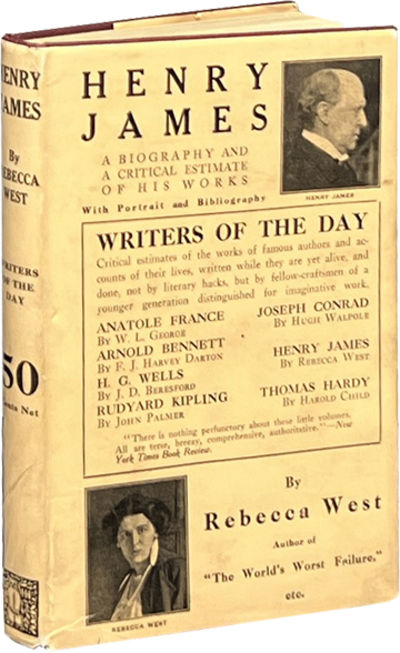 HENRY
JAMES
By
REBECCA
WEST
WRITERS
OF THE
DAY
50
Cents Net
HENRY
JAMES
A BIOGRAPHY AND
A CRITICAL ESTIMATE
OF HIS WORKS
With Portrait and Bibliography
HENRY JAMES
WRITERS OF THE DAY
Critical estimates of the works of famous authors and ac-
counts of their lives, written while they are yet alive, and
done, not by literary hacks, but by fellow-craftsmen of a
younger generation distinguished for imaginative work.
ANATOLE FRANCE
By W. L. George
ARNOLD BENNETT
By F. J. Harvey Darton
H. G. WELLS
By J. D. Beresford
RUDYARD KIPLING
By John Palmer
JOSEPH CONRAD
By Hugh Walpole
HENRY JAMES
By Rebecca West
THOMAS HARDY
By Harold Child
"There is nothing perfunctory about these little volumes.
All are terse, breezy, comprehensive, authoritative."—New
York Times Book Review.
By
Rebecca West
Author of
"The World's Worst Failure,"
etc.
REBECCA WEST